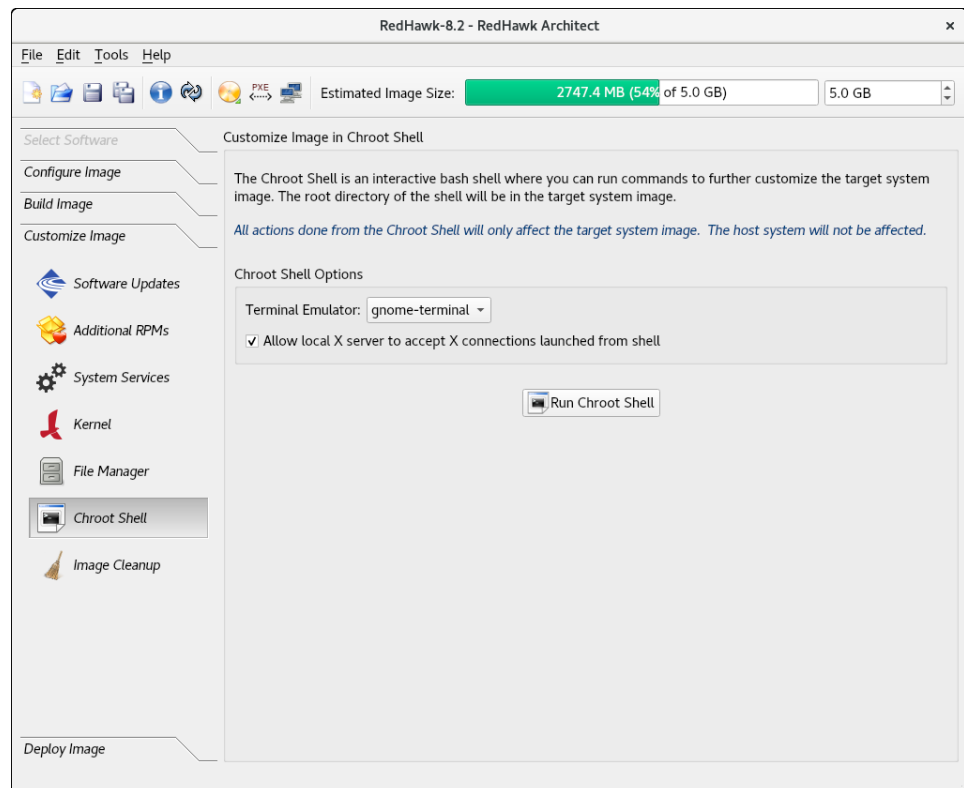 RedHawk-8.2 - RedHawk Architect
File Edit Tools Help
PXE
Estimated Image Size: 2747.4 MB (54% of 5.0 GB) 5.0 GB
Select Software
Configure Image
Build Image
Customize Image
Software Updates
Additional RPMs
System Services
Kernel
File Manager
Chroot Shell
Image Cleanup
Deploy Image
Customize Image in Chroot Shell
The Chroot Shell is an interactive bash shell where you can run commands to further customize the target system
image. The root directory of the shell will be in the target system image.
All actions done from the Chroot Shell will only affect the target system image. The host system will not be affected.
Chroot Shell Options
Terminal Emulator: gnome-terminal
Allow local X server to accept X connections launched from shell
Run Chroot Shell